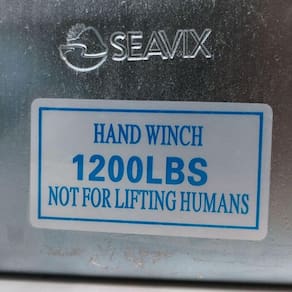 SEAVIX
HAND WINCH
1200LBS
NOT FOR LIFTING HUMANS